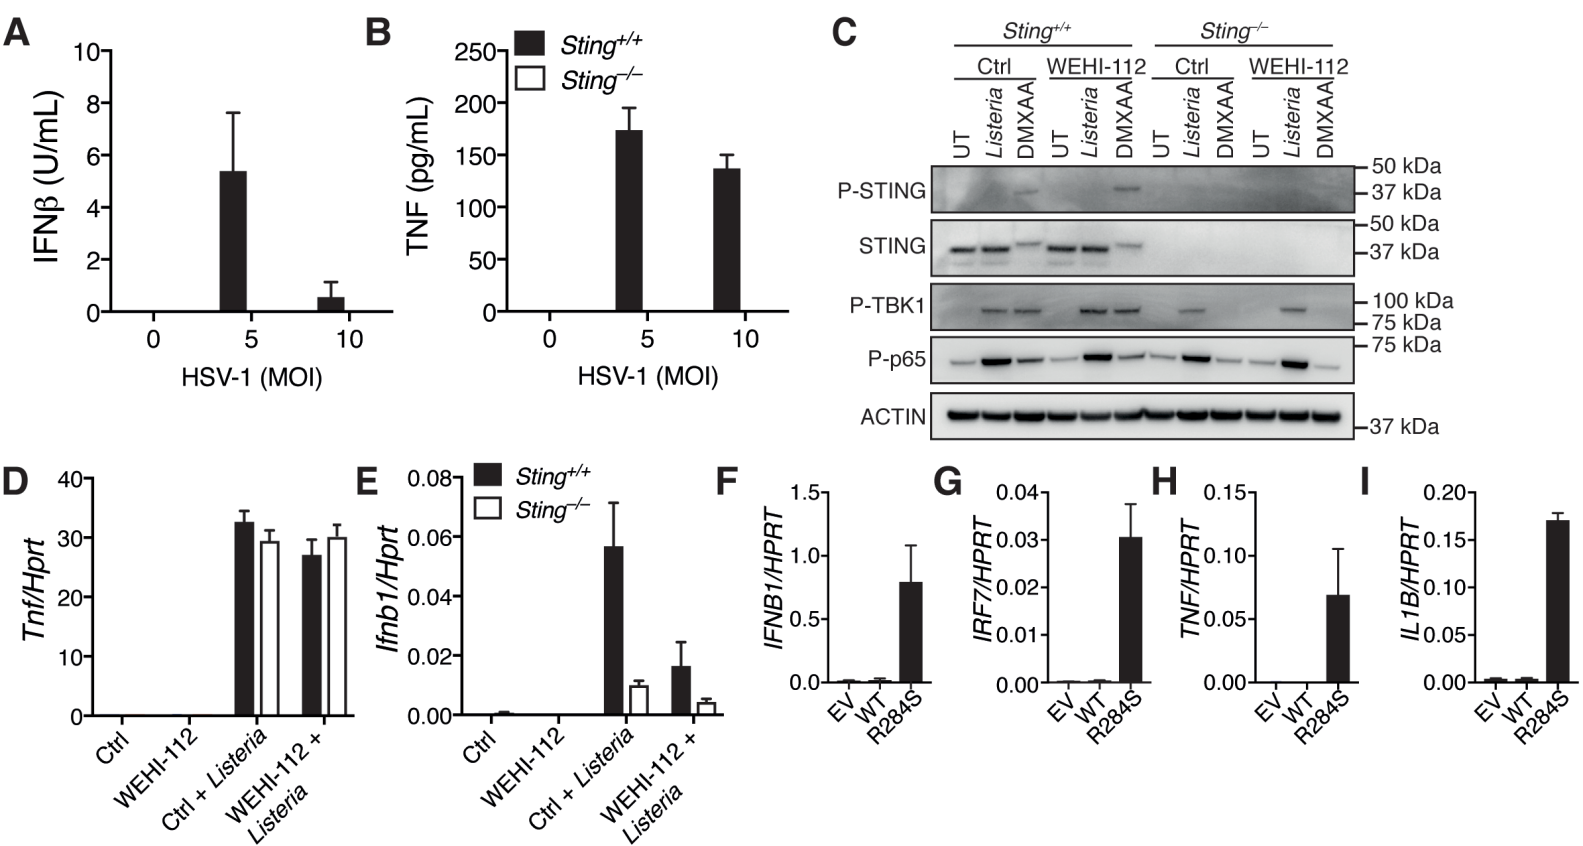 A
IFNβ (U/mL)
10
8
6
4
2
0
0 5 10
HSV-1 (MOI)
B
TNF (pg/mL)
250
200
150
100
50
0
Sting+/+
Sting–/–
0 5 10
HSV-1 (MOI)
C
Sting+/+ Sting–/–
Ctrl WEHI-112 Ctrl WEHI-112
UT Listeria DMXAA UT Listeria DMXAA UT Listeria DMXAA UT Listeria DMXAA
P-STING
50 kDa
37 kDa
STING
50 kDa
37 kDa
P-TBK1
100 kDa
75 kDa
P-p65
75 kDa
ACTIN
37 kDa
D
Tnf/Hprt
40
30
20
10
0
Ctrl
WEHI-112
Ctrl + Listeria
WEHI-112 +
Listeria
E
Ifnb1/Hprt
0.08
0.06
0.04
0.02
0.00
Sting+/+
Sting–/–
Ctrl
WEHI-112
Ctrl + Listeria
WEHI-112 +
Listeria
F
IFNB1/HPRT
1.5
1.0
0.5
0.0
EV
WT
R284S
G
IRF7/HPRT
0.04
0.03
0.02
0.01
0.00
EV
WT
R284S
H
TNF/HPRT
0.15
0.10
0.05
0.00
EV
WT
R284S
I
IL1B/HPRT
0.20
0.15
0.10
0.05
0.00
EV
WT
R284S